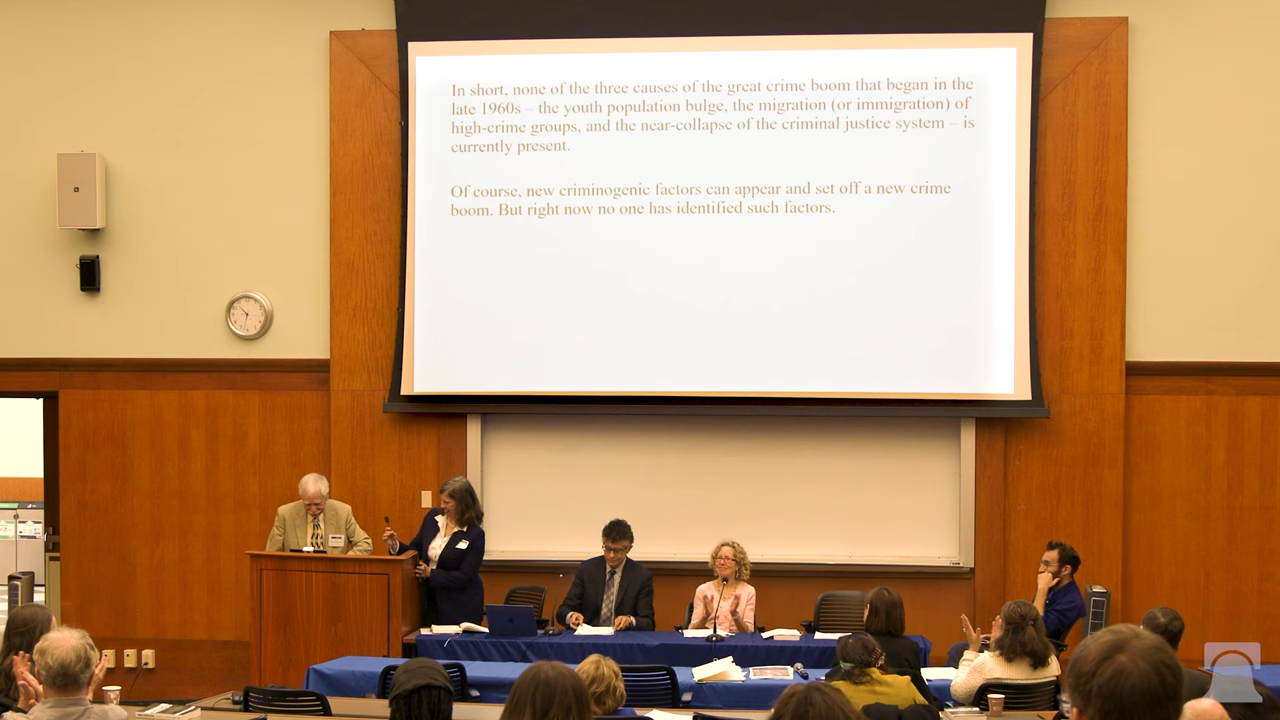 In short, none of the three causes of the great crime boom that began in the
late 1960s – the youth population bulge, the migration (or immigration) of
high-crime groups, and the near-collapse of the criminal justice system – is
currently present.
Of course, new criminogenic factors can appear and set off a new crime
boom. But right now no one has identified such factors.